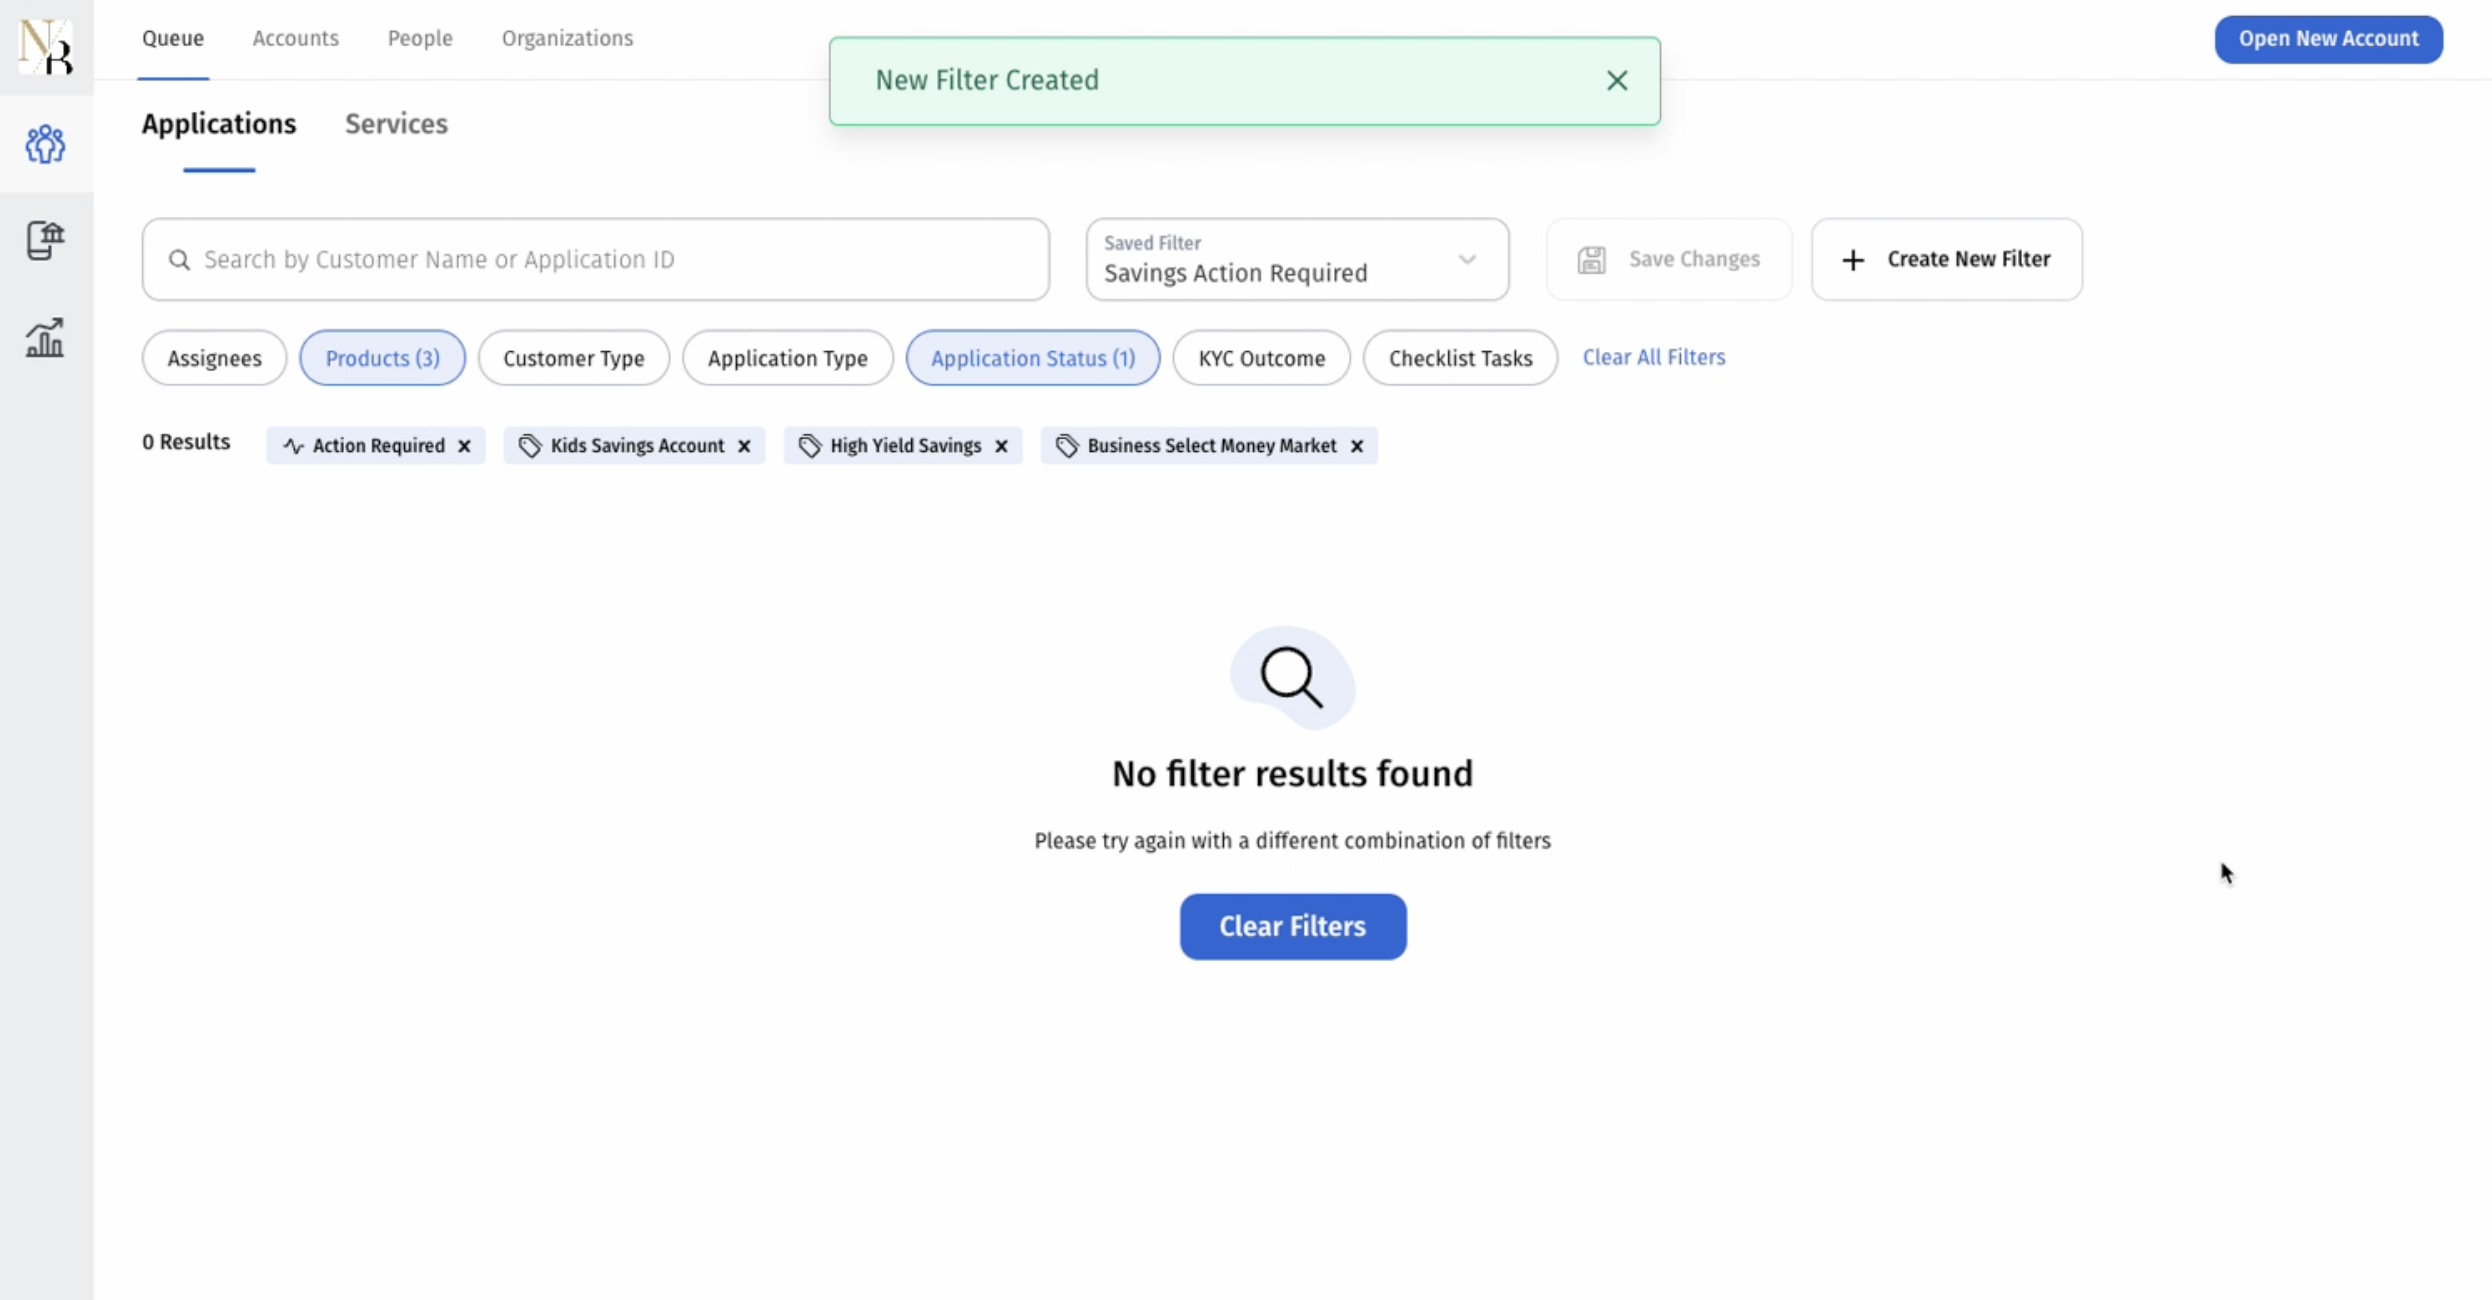 NB
Queue Accounts People Organizations
Open New Account
New Filter Created
Applications Services
Search by Customer Name or Application ID
Saved Filter
Savings Action Required
Save Changes
Create New Filter
Assignees Products (3) Customer Type Application Type Application Status (1) KYC Outcome Checklist Tasks Clear All Filters
0 Results Action Required Kids Savings Account High Yield Savings Business Select Money Market
No filter results found
Please try again with a different combination of filters
Clear Filters